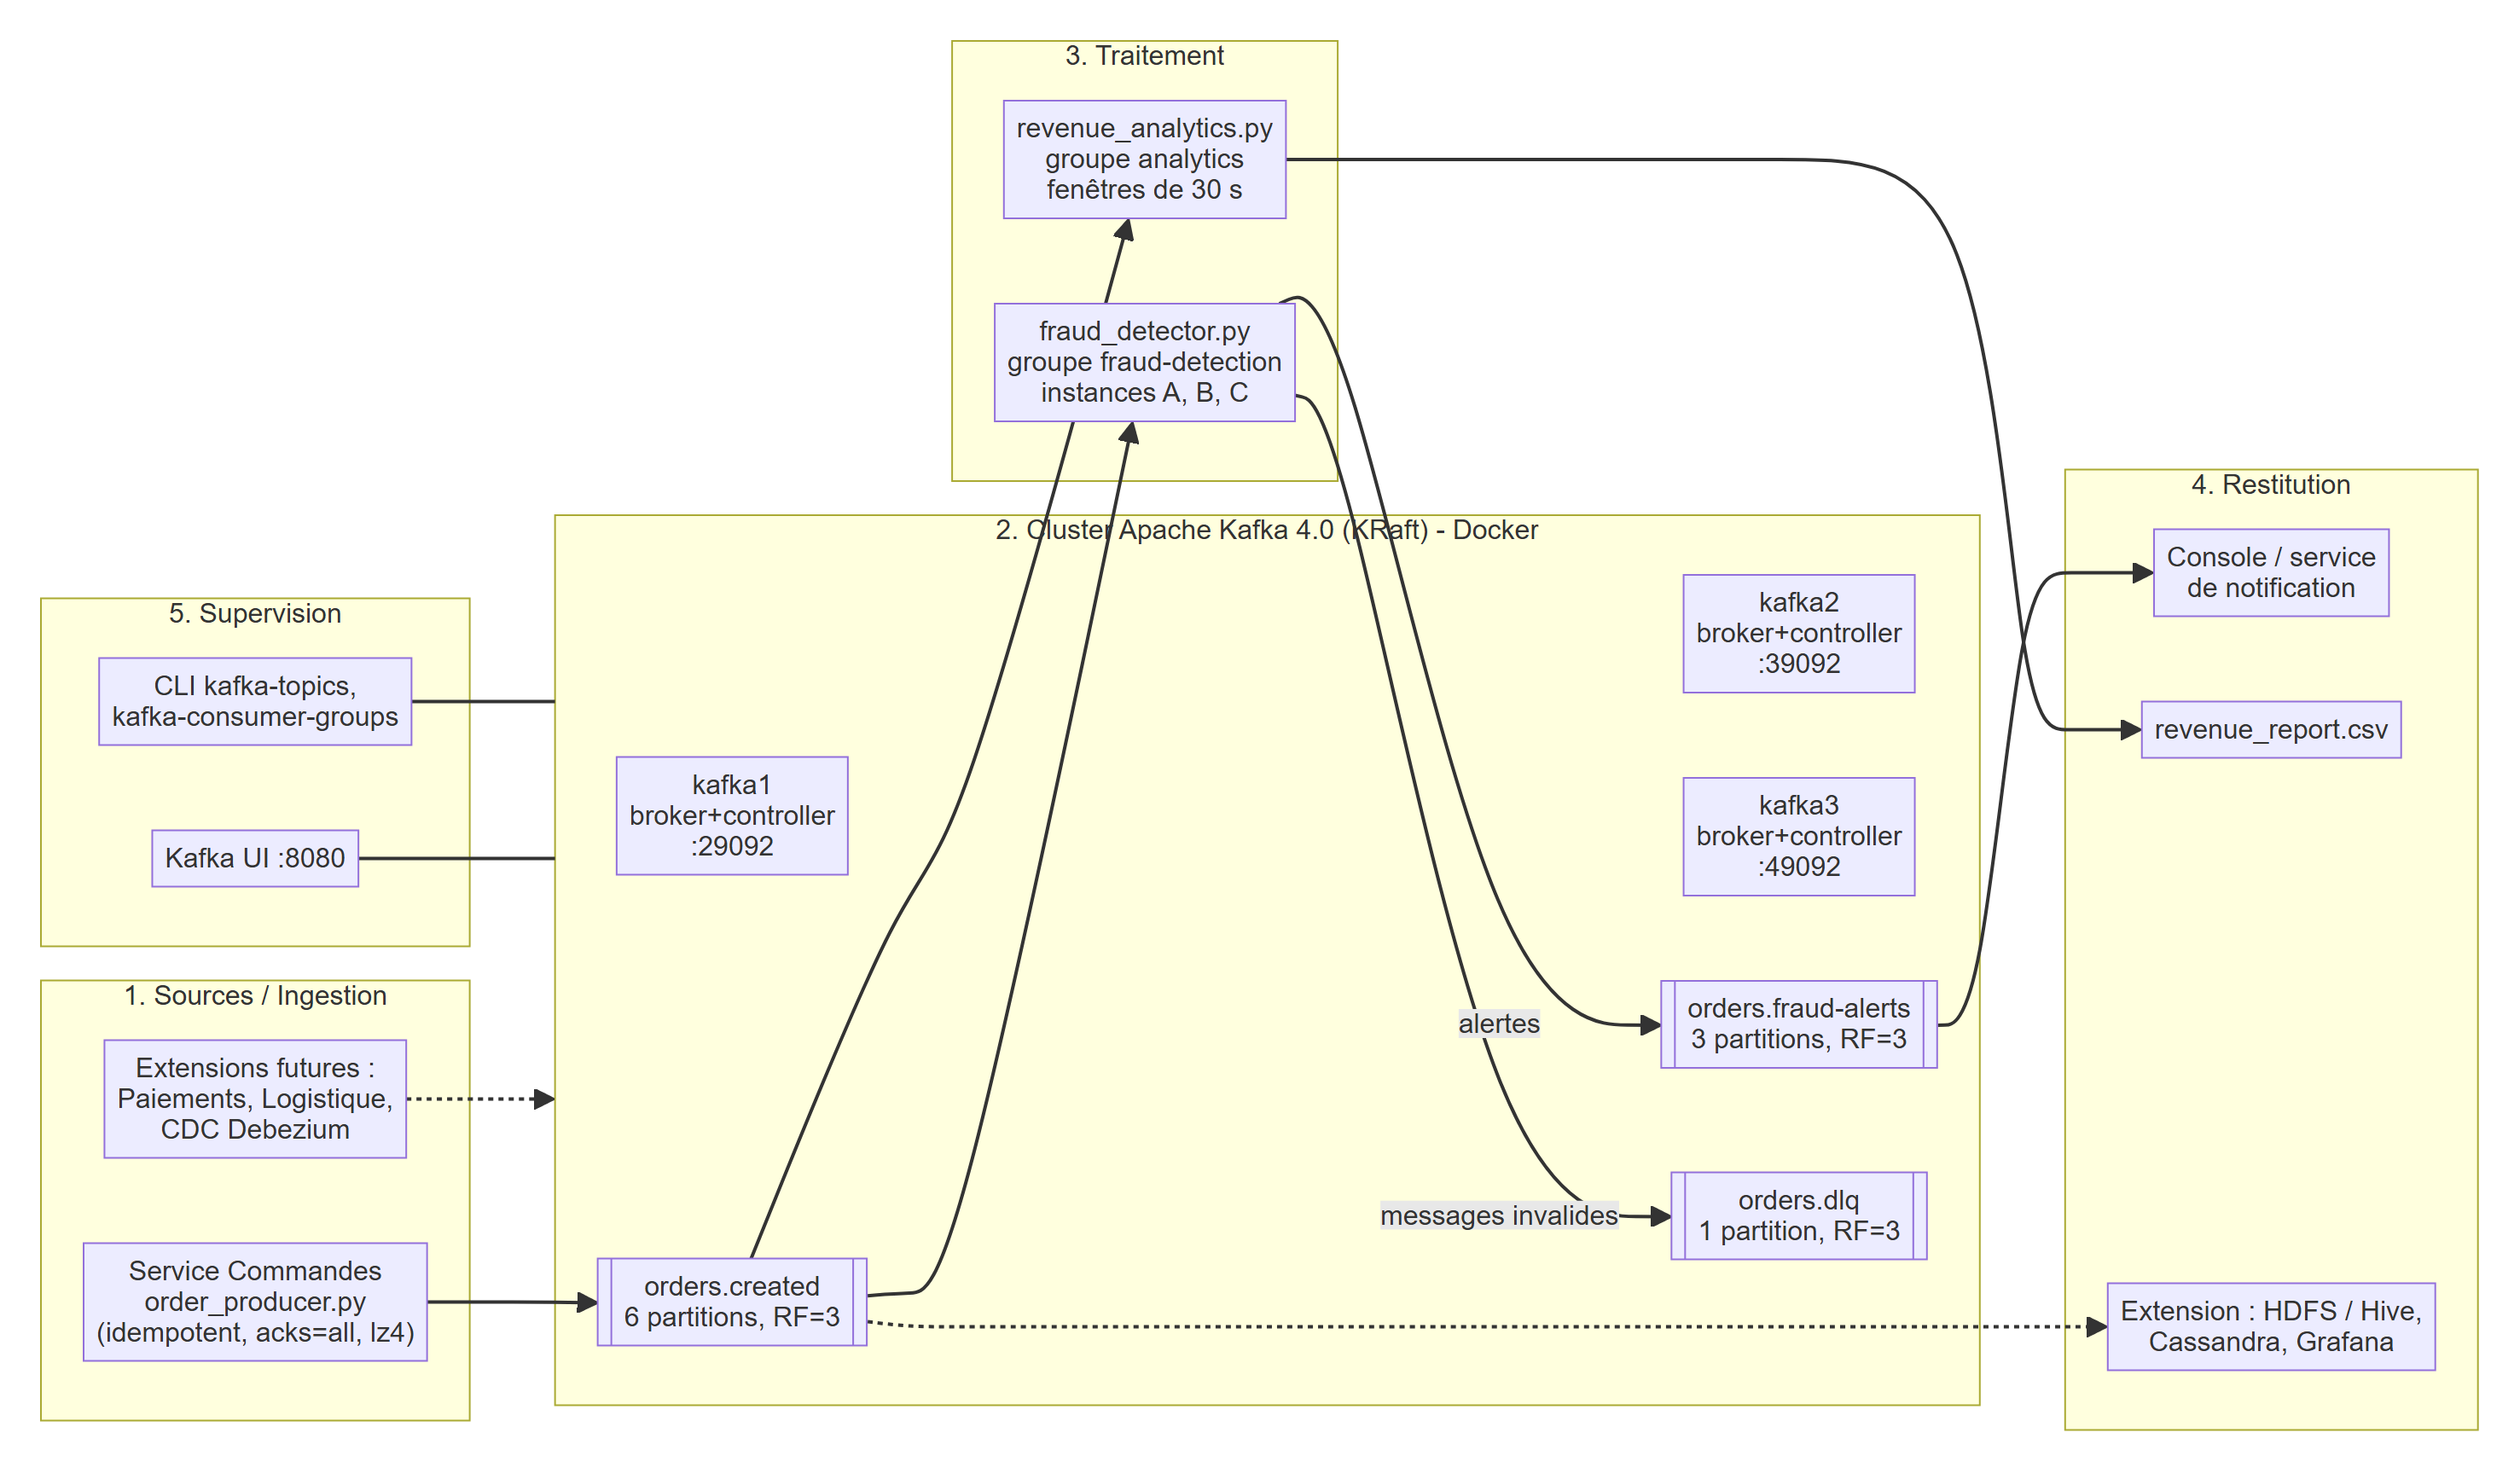 3. Traitement
revenue_analytics.py
groupe analytics
fenêtres de 30 s
fraud_detector.py
groupe fraud-detection
instances A, B, C
2. Cluster Apache Kafka 4.0 (KRaft) - Docker
kafka2
broker+controller
:39092
kafka1
broker+controller
:29092
kafka3
broker+controller
:49092
alertes
orders.fraud-alerts
3 partitions, RF=3
messages invalides
orders.dlq
1 partition, RF=3
orders.created
6 partitions, RF=3
4. Restitution
Console / service
de notification
revenue_report.csv
Extension : HDFS / Hive,
Cassandra, Grafana
5. Supervision
CLI kafka-topics,
kafka-consumer-groups
Kafka UI :8080
1. Sources / Ingestion
Extensions futures :
Paiements, Logistique,
CDC Debezium
Service Commandes
order_producer.py
(idempotent, acks=all, lz4)